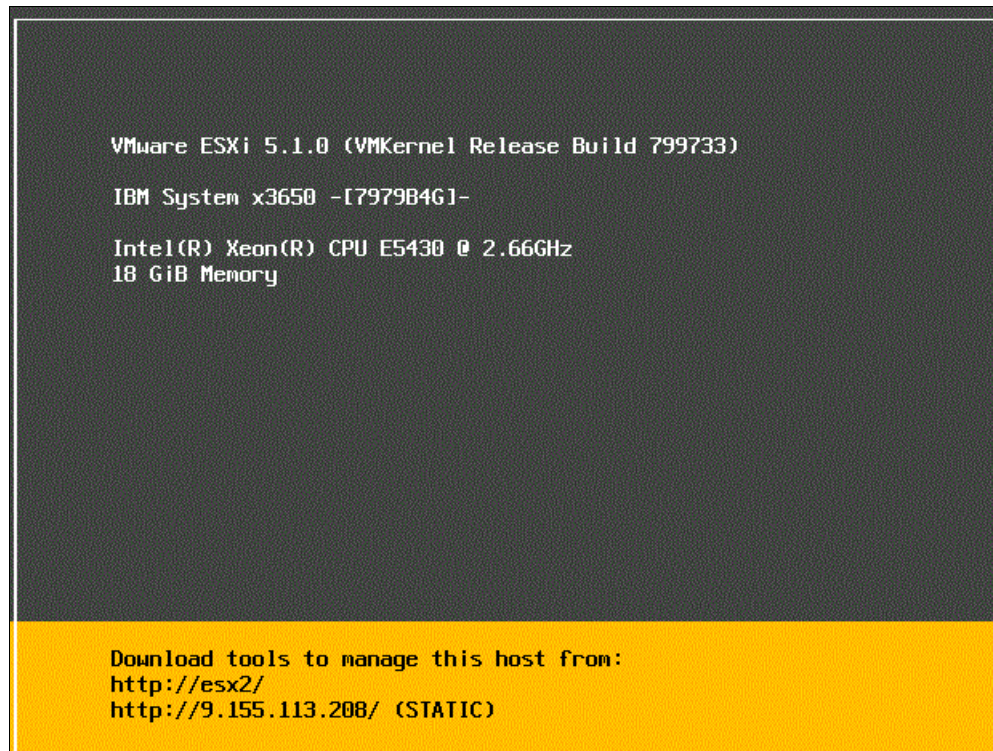 VMware ESXi 5.1.0 (VMKernel Release Build 799733)
IBM System x3650 -[7979B4G]-
Intel(R) Xeon(R) CPU E5430 @ 2.66GHz
18 GiB Memory
Download tools to manage this host from:
http://esx2/
http://9.155.113.208/ (STATIC)